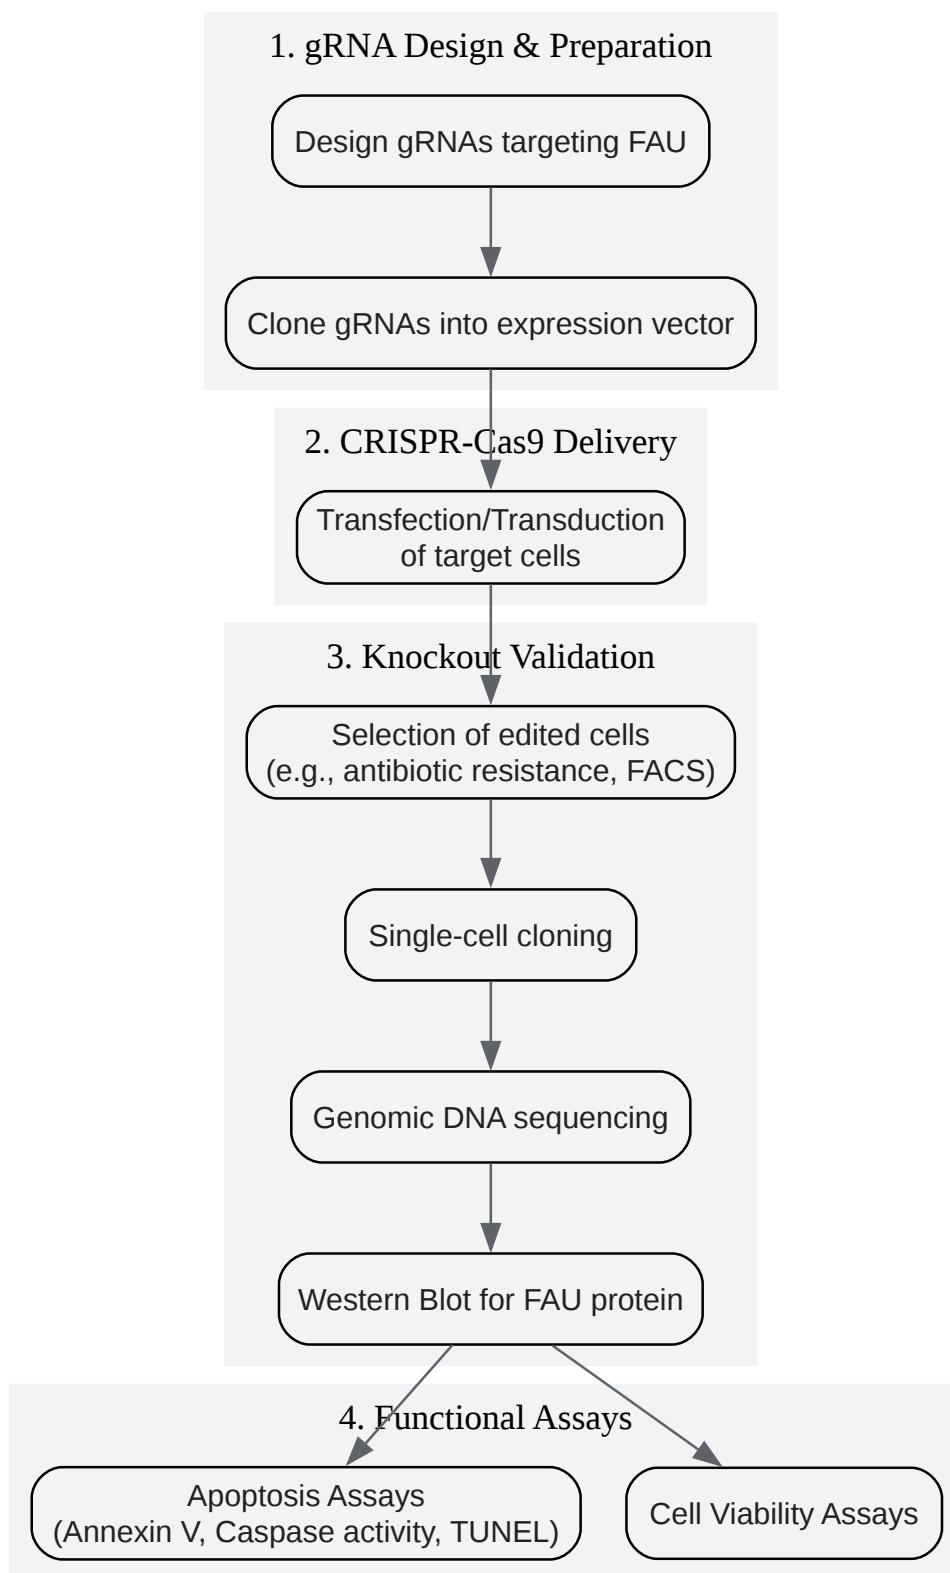 1. gRNA Design & Preparation
Design gRNAs targeting FAU
Clone gRNAs into expression vector
2. CRISPR-Cas9 Delivery
Transfection/Transduction
of target cells
3. Knockout Validation
Selection of edited cells
(e.g., antibiotic resistance, FACS)
Single-cell cloning
Genomic DNA sequencing
Western Blot for FAU protein
4. Functional Assays
Apoptosis Assays
(Annexin V, Caspase activity, TUNEL)
Cell Viability Assays